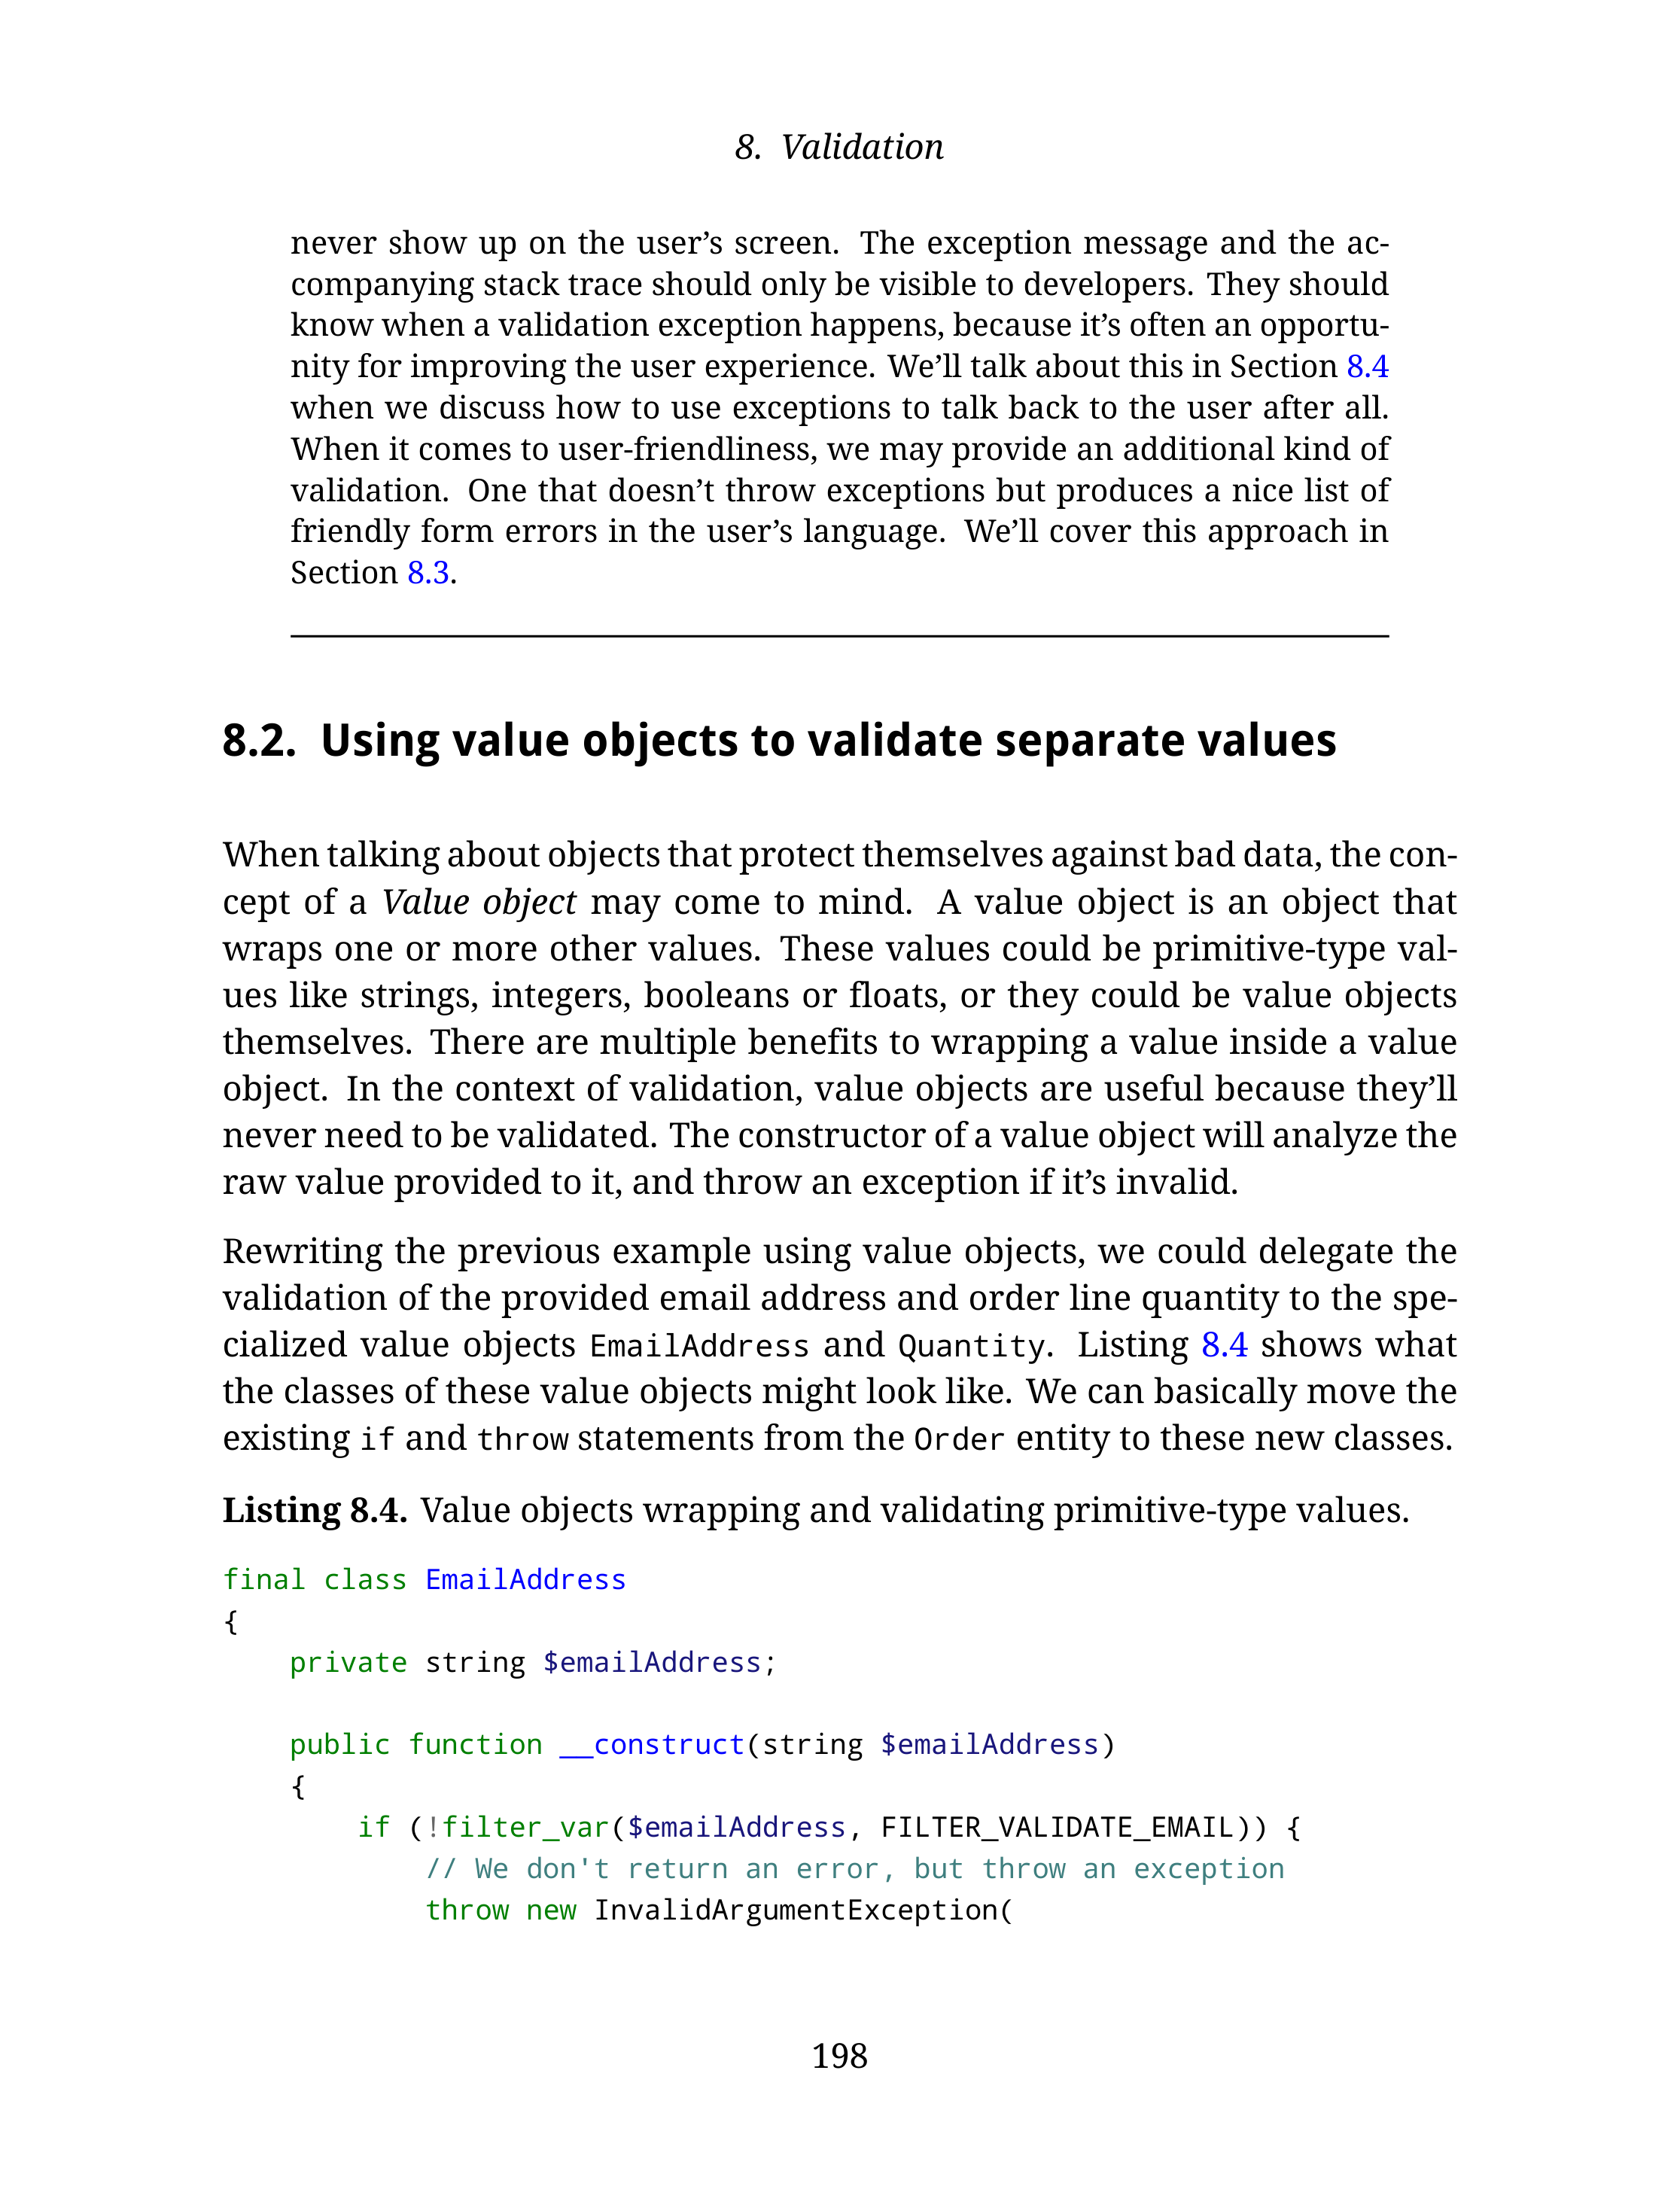 8. Validation
never show up on the user’s screen. The exception message and the ac-
companying stack trace should only be visible to developers. They should
know when a validation exception happens, because it’s often an opportu-
nity for improving the user experience. We’ll talk about this in Section 8.4
when we discuss how to use exceptions to talk back to the user after all.
When it comes to user-friendliness, we may provide an additional kind of
validation. One that doesn’t throw exceptions but produces a nice list of
friendly form errors in the user’s language. We’ll cover this approach in
Section 8.3.
8.2. Using value objects to validate separate values
When talking about objects that protect themselves against bad data, the con-
cept of a Value object may come to mind. A value object is an object that
wraps one or more other values. These values could be primitive-type val-
ues like strings, integers, booleans or floats, or they could be value objects
themselves. There are multiple benefits to wrapping a value inside a value
object. In the context of validation, value objects are useful because they’ll
never need to be validated. The constructor of a value object will analyze the
raw value provided to it, and throw an exception if it’s invalid.
Rewriting the previous example using value objects, we could delegate the
validation of the provided email address and order line quantity to the spe-
cialized value objects EmailAddress and Quantity. Listing 8.4 shows what
the classes of these value objects might look like. We can basically move the
existing if and throw statements from the Order entity to these new classes.
Listing 8.4. Value objects wrapping and validating primitive-type values.
final class EmailAddress
{
    private string $emailAddress;
    public function __construct(string $emailAddress)
    {
        if (!filter_var($emailAddress, FILTER_VALIDATE_EMAIL)) {
            // We don't return an error, but throw an exception
            throw new InvalidArgumentException(
198